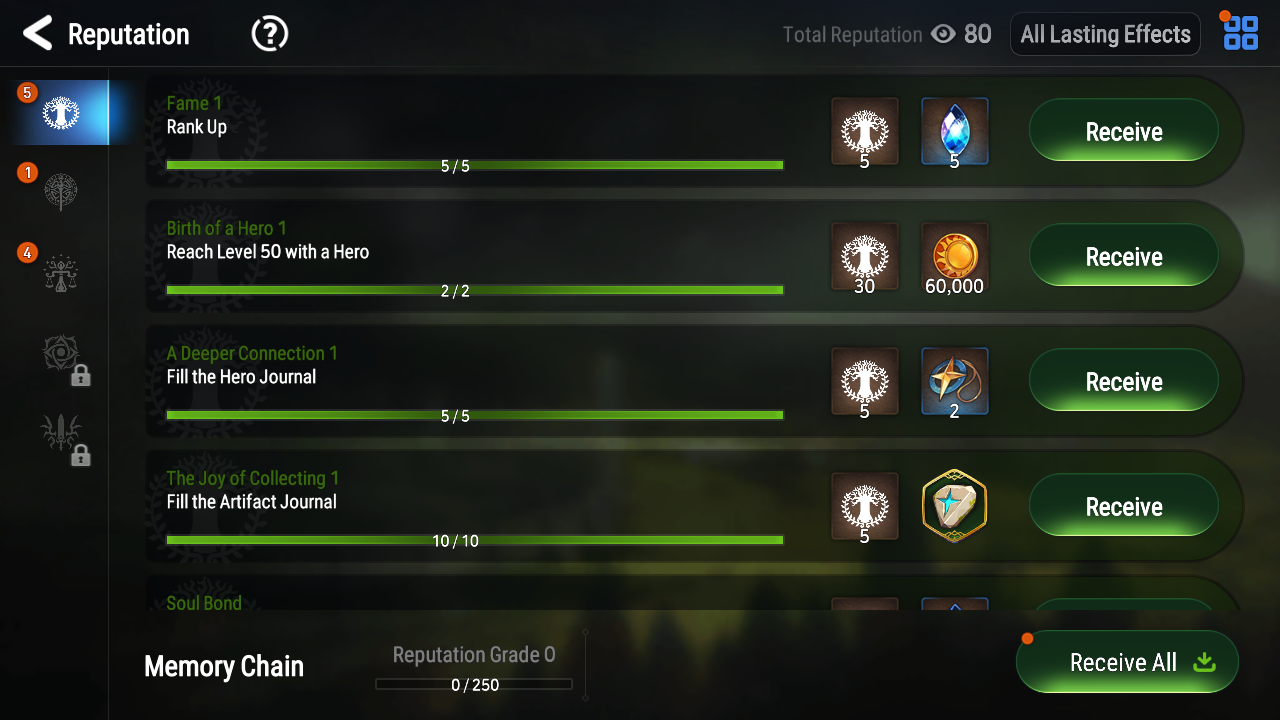 Reputation
?
Total Reputation 80
All Lasting Effects
5
1
4
Fame 1
Rank Up
5 / 5
5
5
Receive
Birth of a Hero 1
Reach Level 50 with a Hero
2 / 2
30
60,000
Receive
A Deeper Connection 1
Fill the Hero Journal
5 / 5
5
2
Receive
The Joy of Collecting 1
Fill the Artifact Journal
10 / 10
5
Receive
Soul Bond
Memory Chain
Reputation Grade 0
0 / 250
Receive All